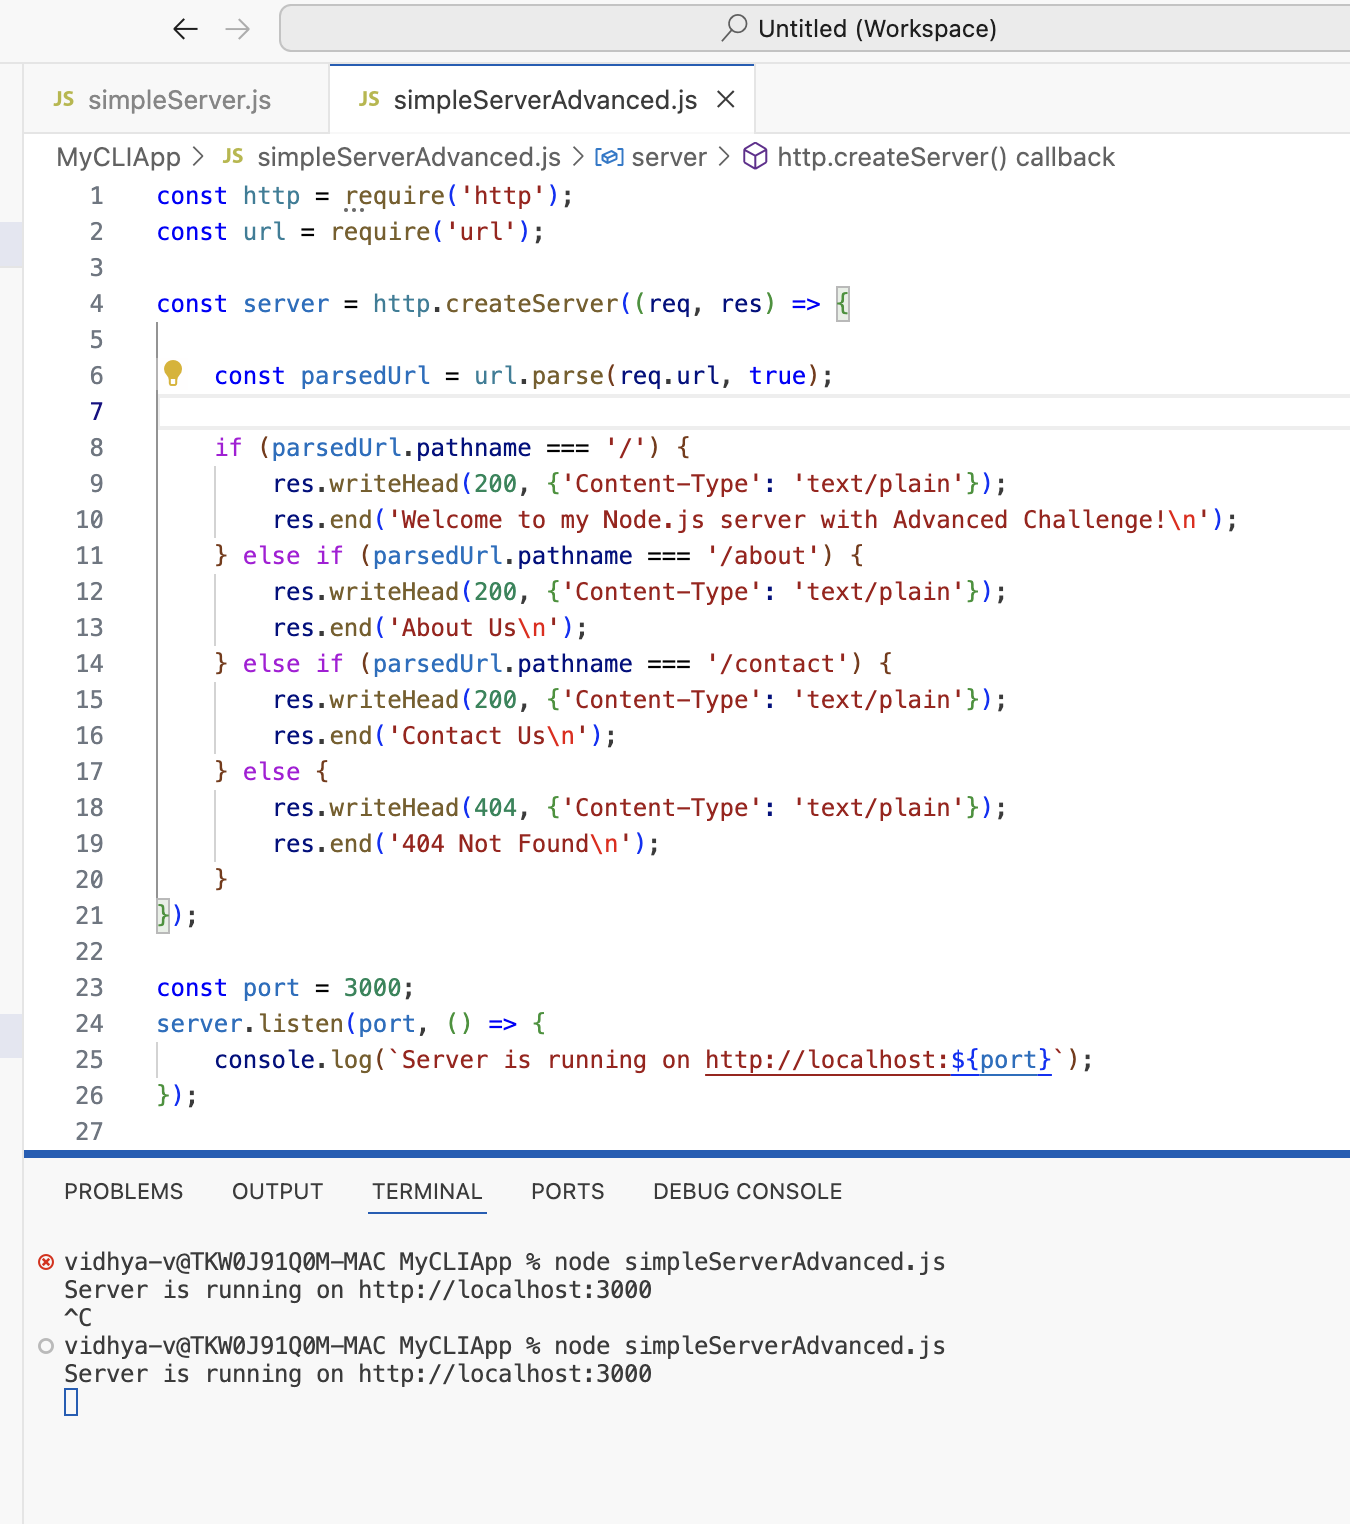 Untitled (Workspace)
JS simpleServer.js
JS simpleServerAdvanced.js
MyCLIApp > JS simpleServerAdvanced.js > server > http.createServer() callback
1 const http = require('http');
2 const url = require('url');
3
4 const server = http.createServer((req, res) => {
5
6     const parsedUrl = url.parse(req.url, true);
7
8     if (parsedUrl.pathname === '/') {
9         res.writeHead(200, {'Content-Type': 'text/plain'});
10         res.end('Welcome to my Node.js server with Advanced Challenge!\n');
11     } else if (parsedUrl.pathname === '/about') {
12         res.writeHead(200, {'Content-Type': 'text/plain'});
13         res.end('About Us\n');
14     } else if (parsedUrl.pathname === '/contact') {
15         res.writeHead(200, {'Content-Type': 'text/plain'});
16         res.end('Contact Us\n');
17     } else {
18         res.writeHead(404, {'Content-Type': 'text/plain'});
19         res.end('404 Not Found\n');
20     }
21 });
22
23 const port = 3000;
24 server.listen(port, () => {
25     console.log(`Server is running on http://localhost:${port}`);
26 });
27
PROBLEMS OUTPUT TERMINAL PORTS DEBUG CONSOLE
vidhya-v@TKW0J91Q0M-MAC MyCLIApp % node simpleServerAdvanced.js
Server is running on http://localhost:3000
^C
vidhya-v@TKW0J91Q0M-MAC MyCLIApp % node simpleServerAdvanced.js
Server is running on http://localhost:3000